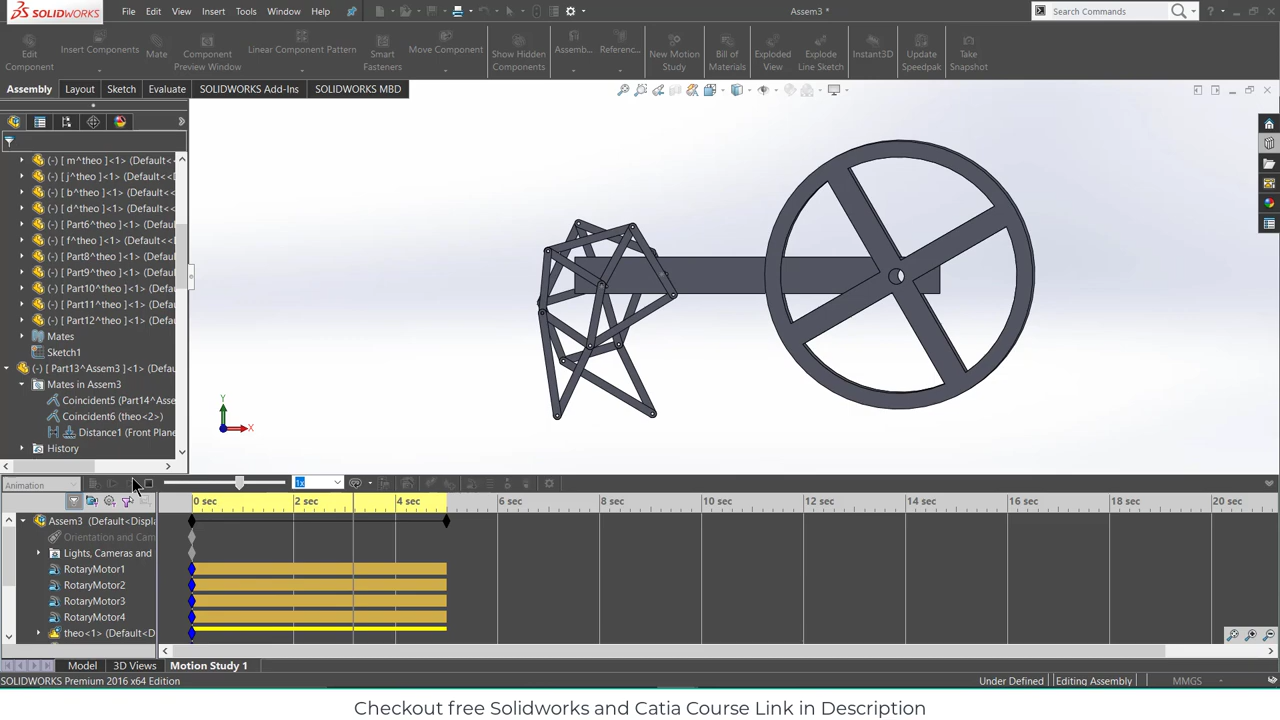 SOLIDWORKS
File Edit View Insert Tools Window Help
Assem3 *
Search Commands
Edit Component
Insert Components
Mate
Component Preview Window
Linear Component Pattern
Smart Fasteners
Move Component
Show Hidden Components
Assemb...
Referenc...
New Motion Study
Bill of Materials
Exploded View
Explode Line Sketch
Instant3D
Update Speedpak
Take Snapshot
Assembly Layout Sketch Evaluate SOLIDWORKS Add-Ins SOLIDWORKS MBD
(-) [ m^theo ]<1> (Default<<
(-) [ j^theo ]<1> (Default<<
(-) [ b^theo ]<1> (Default<<
(-) [ d^theo ]<1> (Default<<
(-) [ Part6^theo ]<1> (Defaul
(-) [ f^theo ]<1> (Default<<
(-) [ Part8^theo ]<1> (Defaul
(-) [ Part9^theo ]<1> (Defaul
(-) [ Part10^theo ]<1> (Defau
(-) [ Part11^theo ]<1> (Defau
(-) [ Part12^theo ]<1> (Defau
Mates
Sketch1
(-) [ Part13^Assem3 ]<1> (Defau
Mates in Assem3
Coincident5 (Part14^Asse
Coincident6 (theo<2>)
Distance1 (Front Plane
History
Y
X
Animation
1x
0 sec 2 sec 4 sec 6 sec 8 sec 10 sec 12 sec 14 sec 16 sec 18 sec 20 sec
Assem3 (Default<Displa
Orientation and Cam
Lights, Cameras and
RotaryMotor1
RotaryMotor2
RotaryMotor3
RotaryMotor4
theo<1> (Default<D
Model 3D Views Motion Study 1
SOLIDWORKS Premium 2016 x64 Edition
Under Defined Editing Assembly MMGS
Checkout free Solidworks and Catia Course Link in Description